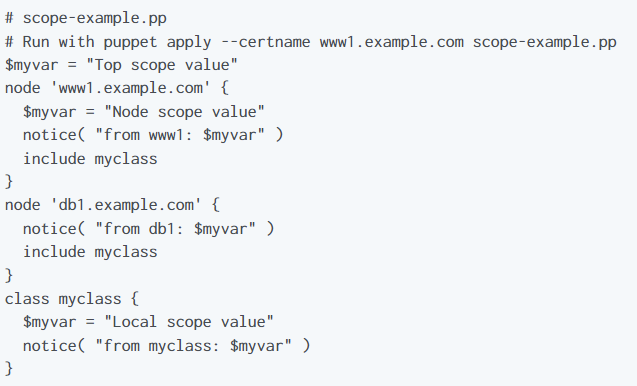 # scope-example.pp
# Run with puppet apply --certname www1.example.com scope-example.pp
$myvar = "Top scope value"
node 'www1.example.com' {
  $myvar = "Node scope value"
  notice( "from www1: $myvar" )
  include myclass
}
node 'db1.example.com' {
  notice( "from db1: $myvar" )
  include myclass
}
class myclass {
  $myvar = "Local scope value"
  notice( "from myclass: $myvar" )
}